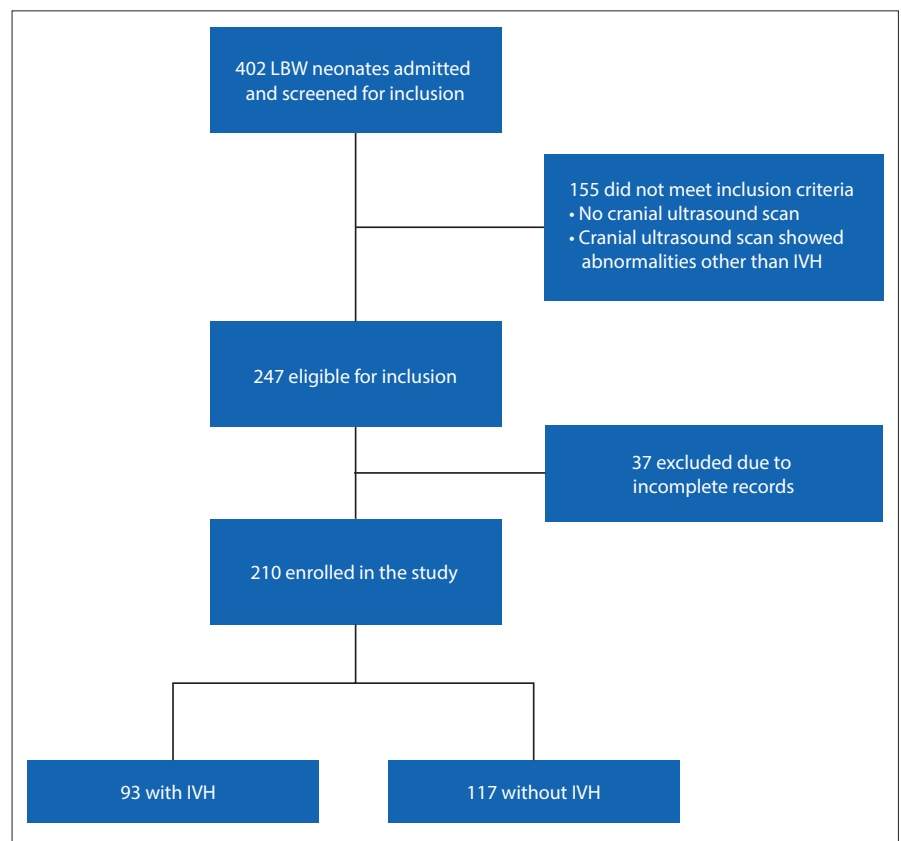 402 LBW neonates admitted
and screened for inclusion
155 did not meet inclusion criteria
• No cranial ultrasound scan
• Cranial ultrasound scan showed
abnormalities other than IVH
247 eligible for inclusion
37 excluded due to
incomplete records
210 enrolled in the study
93 with IVH
117 without IVH